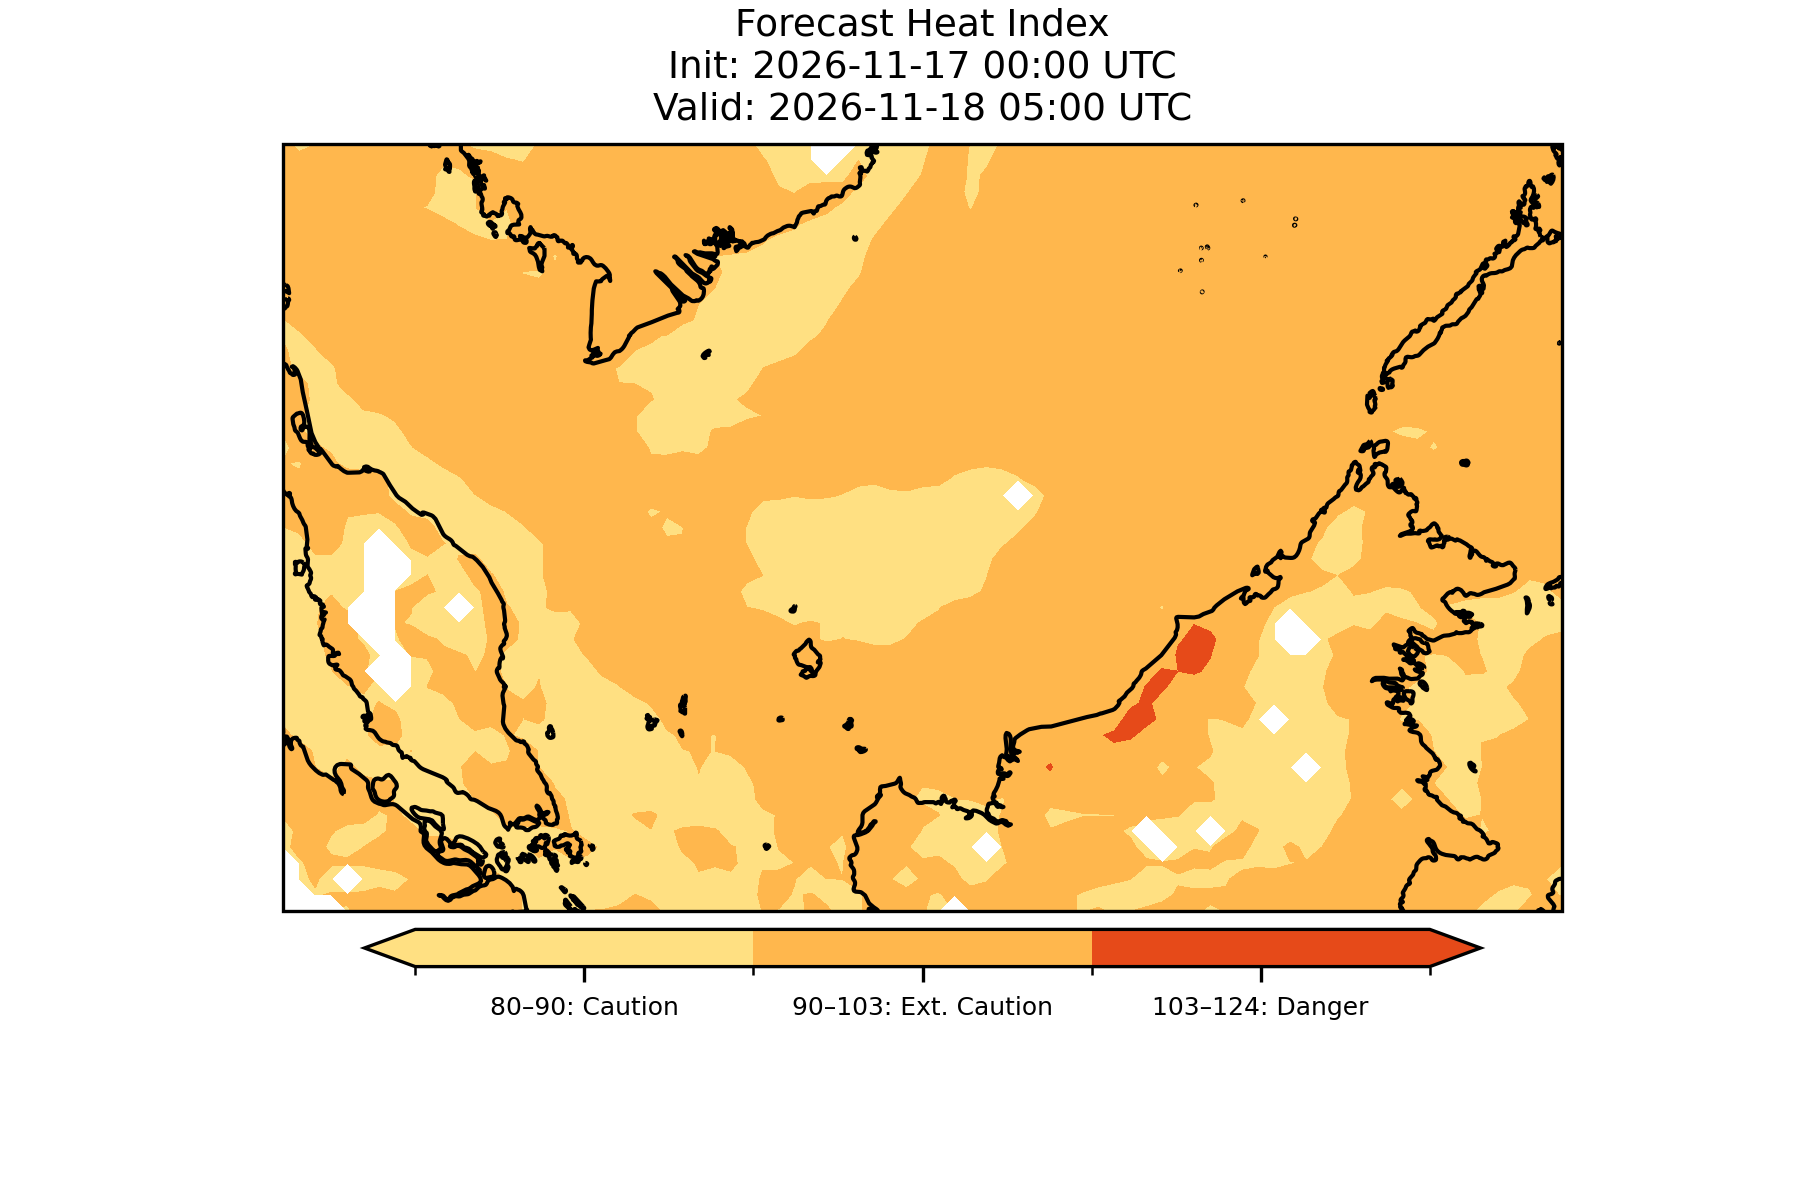 Forecast Heat Index
Init: 2026-11-17 00:00 UTC
Valid: 2026-11-18 05:00 UTC
80–90: Caution
90–103: Ext. Caution
103–124: Danger